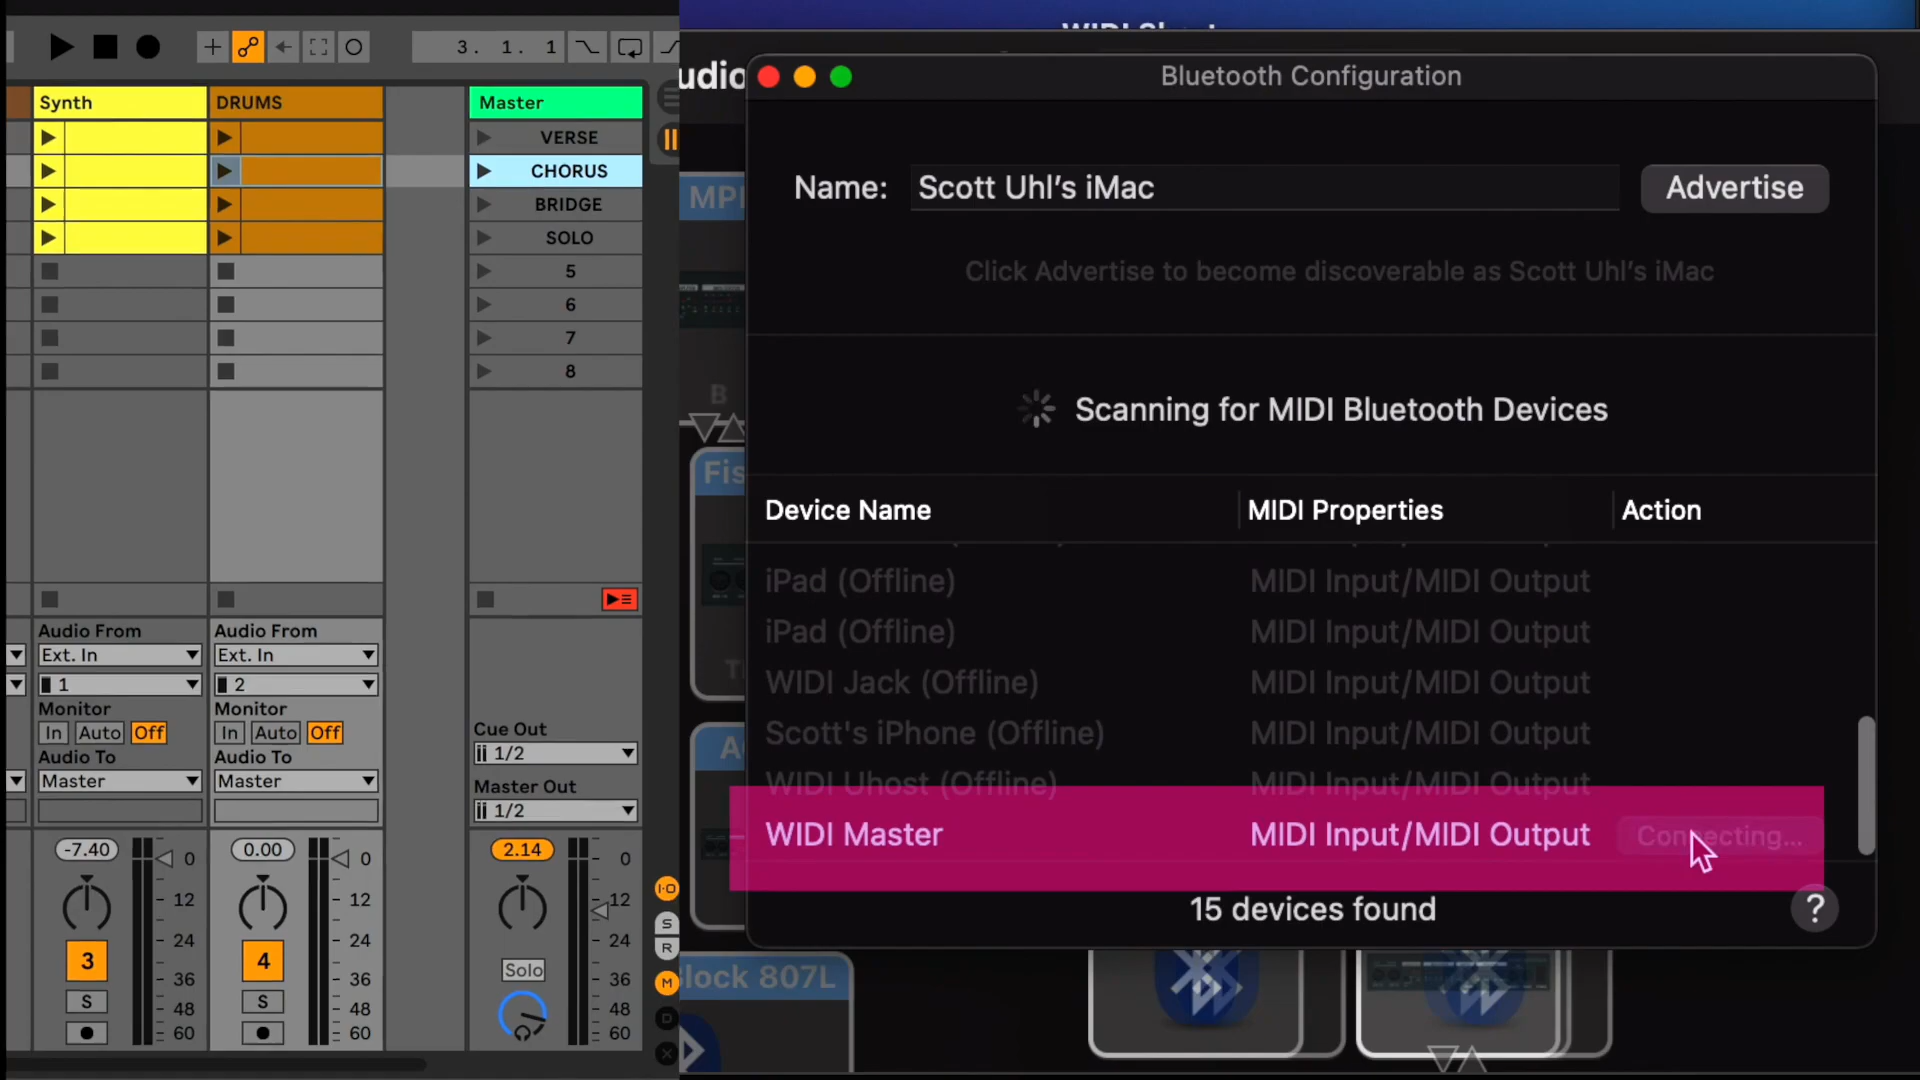 3. 1. 1
Synth
DRUMS
Master
VERSE
CHORUS
BRIDGE
SOLO
5
6
7
8
Audio From
Ext. In
1
Monitor
In Auto Off
Audio To
Master
Audio From
Ext. In
2
Monitor
In Auto Off
Audio To
Master
Cue Out
1/2
Master Out
1/2
-7.40
0
12
24
36
48
60
3
S
0.00
0
12
24
36
48
60
4
S
2.14
0
12
24
36
48
60
Solo
I·O
S
R
M
D
X
udio
MPI
B
Fis
T
A
lock 807L
Bluetooth Configuration
Name: Scott Uhl’s iMac
Advertise
Click Advertise to become discoverable as Scott Uhl’s iMac
Scanning for MIDI Bluetooth Devices
Device Name MIDI Properties Action
iPad (Offline) MIDI Input/MIDI Output
iPad (Offline) MIDI Input/MIDI Output
WIDI Jack (Offline) MIDI Input/MIDI Output
Scott's iPhone (Offline) MIDI Input/MIDI Output
WIDI Uhost (Offline) MIDI Input/MIDI Output
WIDI Master MIDI Input/MIDI Output Connecting...
15 devices found
?